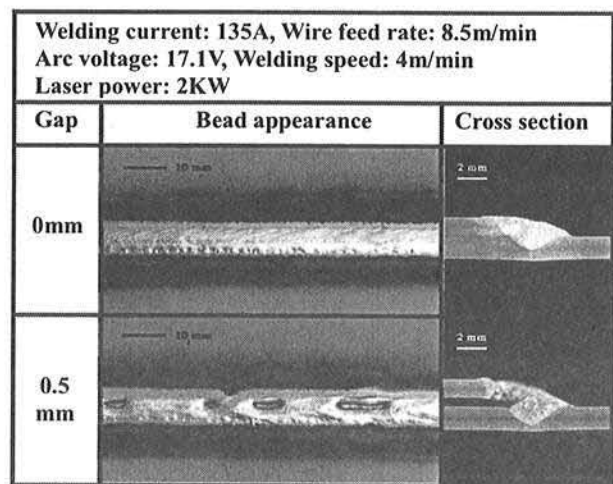 Welding current: 135A, Wire feed rate: 8.5m/min
Arc voltage: 17.1V, Welding speed: 4m/min
Laser power: 2KW
Gap Bead appearance Cross section
10 mm 2 mm
0mm
10 mm 2 mm
0.5
mm